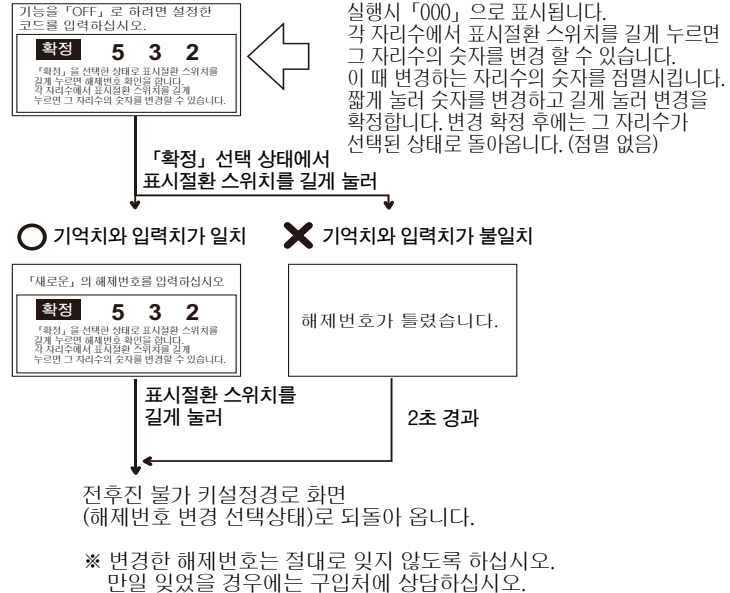 기능을「OFF」로 하려면 설정한
코드를 입력하십시오.
확정 5 3 2
「확정」을 선택한 상태로 표시절환 스위치를
길게 누르면 해제번호 확인을 합니다.
각 자리수에서 표시절환 스위치를 길게
누르면 그 자리수의 숫자를 변경할 수 있습니다.
실행시「000」으로 표시됩니다.
각 자리수에서 표시절환 스위치를 길게 누르면
그 자리수의 숫자를 변경 할 수 있습니다.
이 때 변경하는 자리수의 숫자를 점멸시킵니다.
짧게 눌러 숫자를 변경하고 길게 눌러 변경을
확정합니다. 변경 확정 후에는 그 자리수가
선택된 상태로 돌아옵니다. (점멸 없음)
「확정」선택 상태에서
표시절환 스위치를 길게 눌러
기억치와 입력치가 일치
기억치와 입력치가 불일치
「새로운」의 해제번호를 입력하십시오
확정 5 3 2
「확정」을 선택한 상태로 표시절환 스위치를
길게 누르면 해제번호 확인을 합니다.
각 자리수에서 표시절환 스위치를 길게
누르면 그 자리수의 숫자를 변경할 수 있습니다.
해제번호가 틀렸습니다.
표시절환 스위치를
길게 눌러
2초 경과
전후진 불가 키설정경로 화면
(해제번호 변경 선택상태)로 되돌아 옵니다.
※ 변경한 해제번호는 절대로 잊지 않도록 하십시오.
만일 잊었을 경우에는 구입처에 상담하십시오.